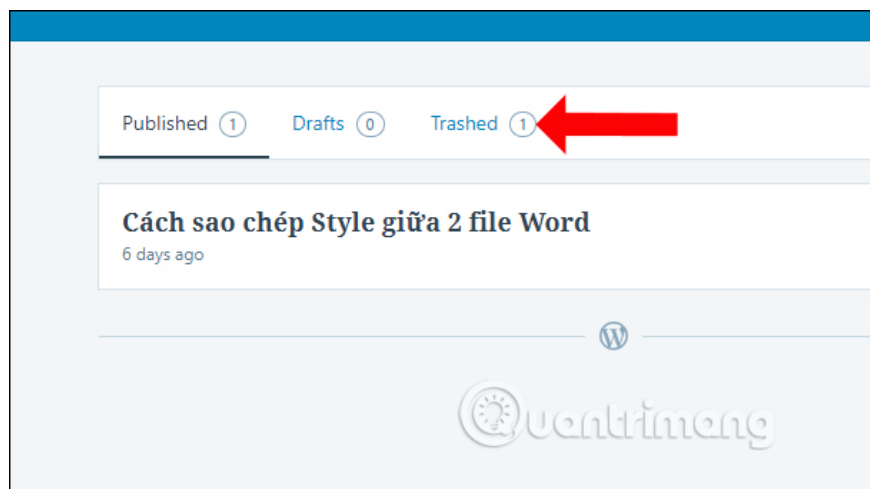 Published 1 Drafts 0 Trashed 1
Cách sao chép Style giữa 2 file Word
6 days ago
Quantrimang